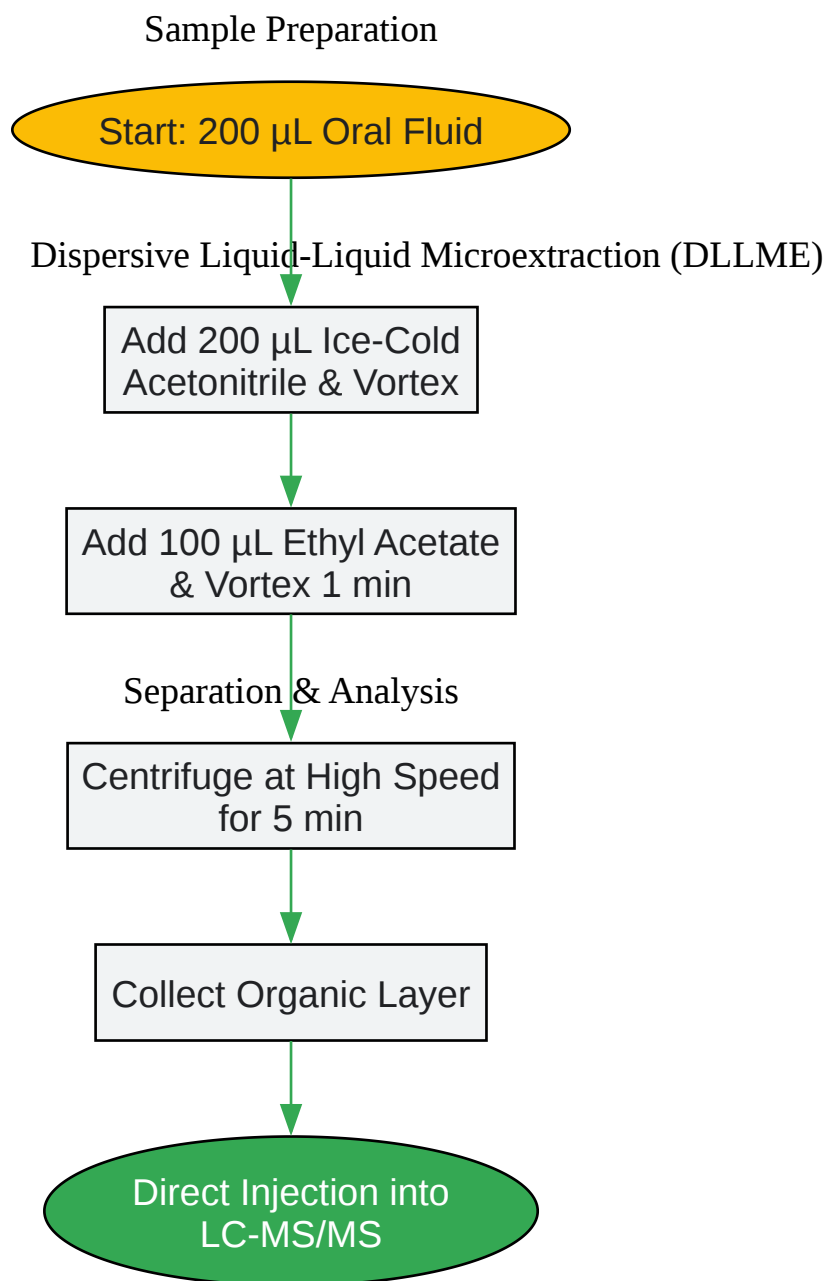 Sample Preparation
Start: 200 µL Oral Fluid
Dispersive Liquid-Liquid Microextraction (DLLME)
Add 200 µL Ice-Cold
Acetonitrile & Vortex
Add 100 µL Ethyl Acetate
& Vortex 1 min
Separation & Analysis
Centrifuge at High Speed
for 5 min
Collect Organic Layer
Direct Injection into
LC-MS/MS